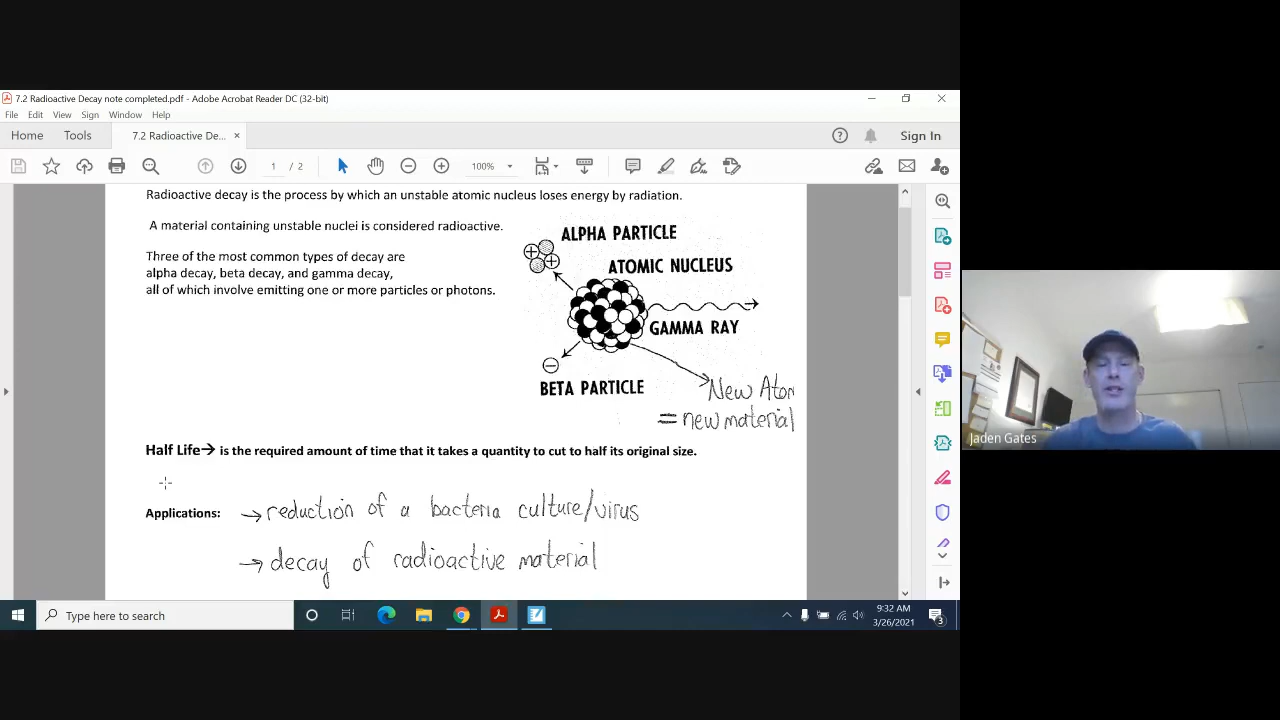 7.2 Radioactive Decay note completed.pdf - Adobe Acrobat Reader DC (32-bit)
File Edit View Sign Window Help
Home Tools 7.2 Radioactive De... × Sign In
1 / 2 100%
Radioactive decay is the process by which an unstable atomic nucleus loses energy by radiation.
A material containing unstable nuclei is considered radioactive.
Three of the most common types of decay are
alpha decay, beta decay, and gamma decay,
all of which involve emitting one or more particles or photons.
ALPHA PARTICLE
ATOMIC NUCLEUS
GAMMA RAY
BETA PARTICLE
New Atom
= new material
Half Life→ is the required amount of time that it takes a quantity to cut to half its original size.
Applications: → reduction of a bacteria culture/virus
→ decay of radioactive material
Jaden Gates
Type here to search
9:32 AM
3/26/2021
3